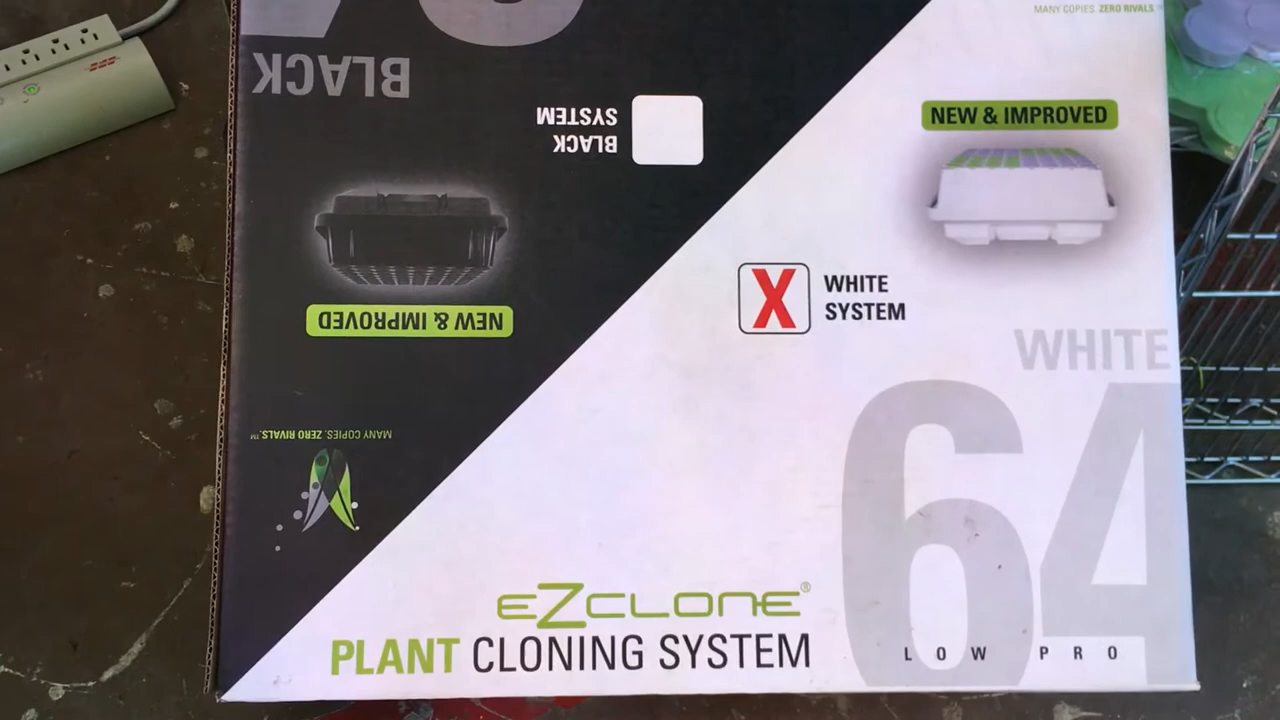 MANY COPIES. ZERO RIVALS
NEW & IMPROVED
X WHITE
SYSTEM
WHITE
64
LOW PRO
eZCLONE®
PLANT CLONING SYSTEM
BLACK
BLACK
SYSTEM
NEW & IMPROVED
MANY COPIES. ZERO RIVALS.™